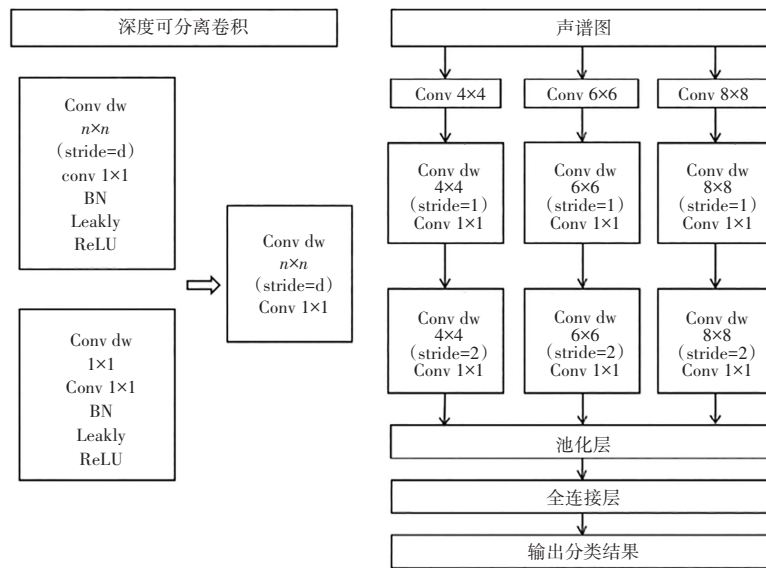 深度可分离卷积
Conv dw
n×n
(stride=d)
conv 1×1
BN
Leakly
ReLU
Conv dw
1×1
Conv 1×1
BN
Leakly
ReLU
Conv dw
n×n
(stride=d)
Conv 1×1
声谱图
Conv 4×4
Conv 6×6
Conv 8×8
Conv dw
4×4
(stride=1)
Conv 1×1
Conv dw
6×6
(stride=1)
Conv 1×1
Conv dw
8×8
(stride=1)
Conv 1×1
Conv dw
4×4
(stride=2)
Conv 1×1
Conv dw
6×6
(stride=2)
Conv 1×1
Conv dw
8×8
(stride=2)
Conv 1×1
池化层
全连接层
输出分类结果